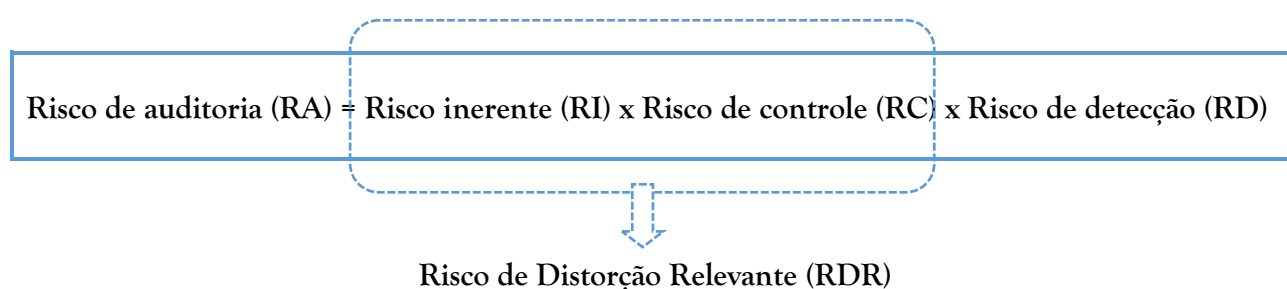 Risco de auditoria (RA) = Risco inerente (RI) x Risco de controle (RC) x Risco de detecção (RD)
Risco de Distorção Relevante (RDR)